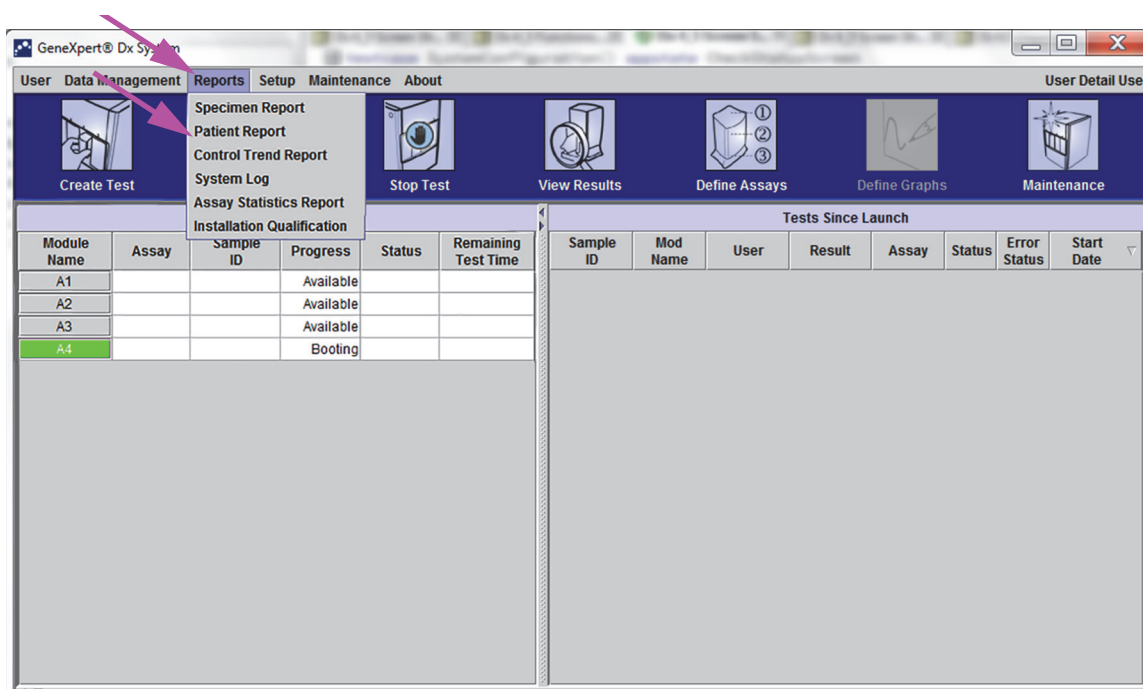 GeneXpert® Dx System
User Data Management Reports Setup Maintenance About User Detail Use
Specimen Report
Patient Report
Control Trend Report
System Log
Assay Statistics Report
Installation Qualification
Create Test Stop Test View Results Define Assays Define Graphs Maintenance
Tests Since Launch
Module Name Assay Sample ID Progress Status Remaining Test Time
Sample ID Mod Name User Result Assay Status Error Status Start Date
A1 Available
A2 Available
A3 Available
A4 Booting